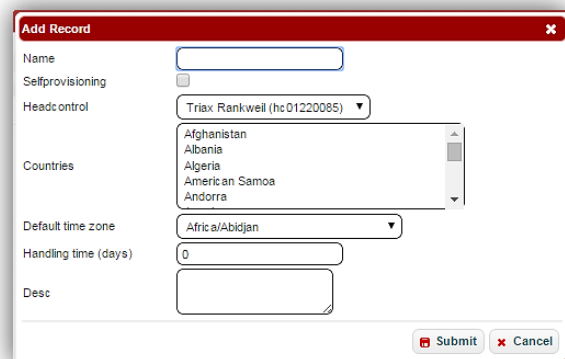 Add Record
Name
Selfprovisioning
Headcontrol Triax Rankweil (hc01220085)
Countries
Afghanistan
Albania
Algeria
American Samoa
Andorra
Default time zone Africa/Abidjan
Handling time (days) 0
Desc
Submit Cancel